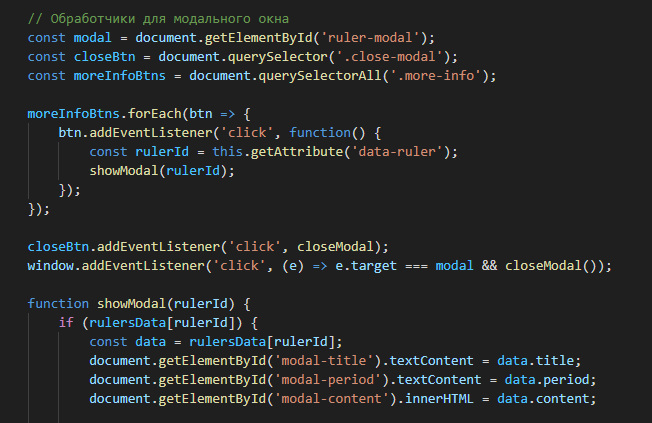 // Обработчики для модального окна
const modal = document.getElementById('ruler-modal');
const closeBtn = document.querySelector('.close-modal');
const moreInfoBtns = document.querySelectorAll('.more-info');
moreInfoBtns.forEach(btn => {
btn.addEventListener('click', function() {
const rulerId = this.getAttribute('data-ruler');
showModal(rulerId);
});
});
closeBtn.addEventListener('click', closeModal);
window.addEventListener('click', (e) => e.target === modal && closeModal());
function showModal(rulerId) {
if (rulersData[rulerId]) {
const data = rulersData[rulerId];
document.getElementById('modal-title').textContent = data.title;
document.getElementById('modal-period').textContent = data.period;
document.getElementById('modal-content').innerHTML = data.content;